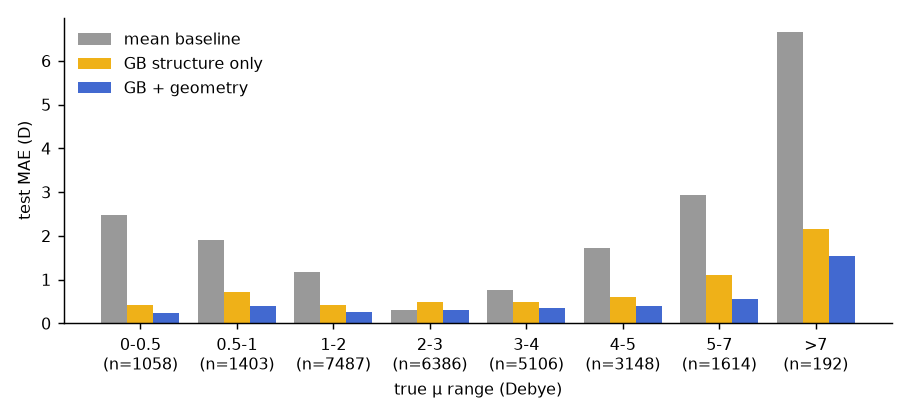 mean baseline
GB structure only
GB + geometry
test MAE (D)
6
5
4
3
2
1
0
0-0.5 0.5-1 1-2 2-3 3-4 4-5 5-7 >7
(n=1058) (n=1403) (n=7487) (n=6386) (n=5106) (n=3148) (n=1614) (n=192)
true μ range (Debye)